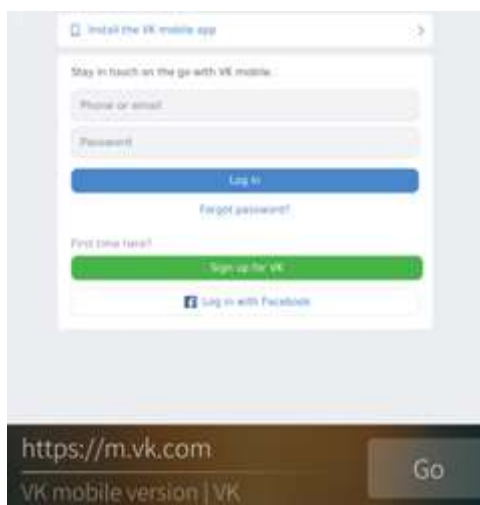 Install the VK mobile app
Stay in touch on the go with VK mobile.
Phone or email
Password
Log in
Forgot password?
First time here?
Sign up for VK
Log in with Facebook
https://m.vk.com
Go
VK mobile version | VK